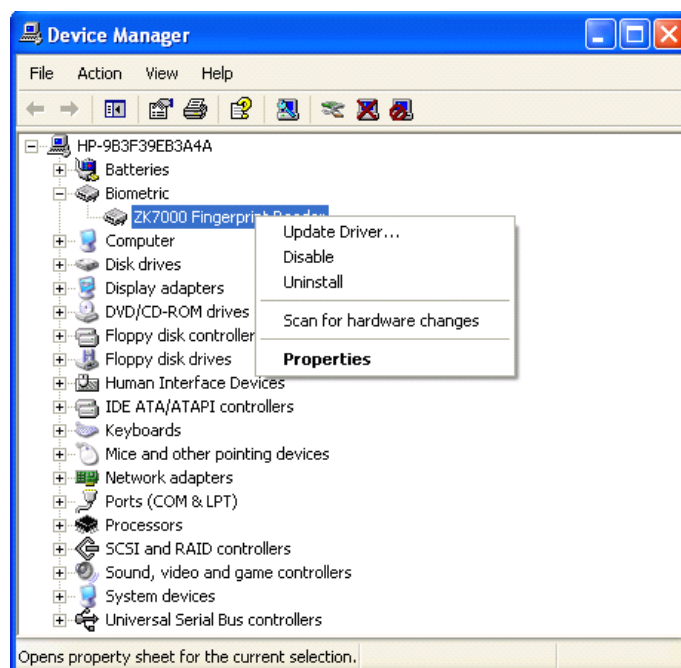 Device Manager
File Action View Help
HP-9B3F39EB3A4A
Batteries
Biometric
ZK7000 Fingerprint Reader
Update Driver...
Computer
Disable
Disk drives
Uninstall
Display adapters
DVD/CD-ROM drives
Scan for hardware changes
Floppy disk controller
Floppy disk drives
Properties
Human Interface Devices
IDE ATA/ATAPI controllers
Keyboards
Mice and other pointing devices
Network adapters
Ports (COM & LPT)
Processors
SCSI and RAID controllers
Sound, video and game controllers
System devices
Universal Serial Bus controllers
Opens property sheet for the current selection.